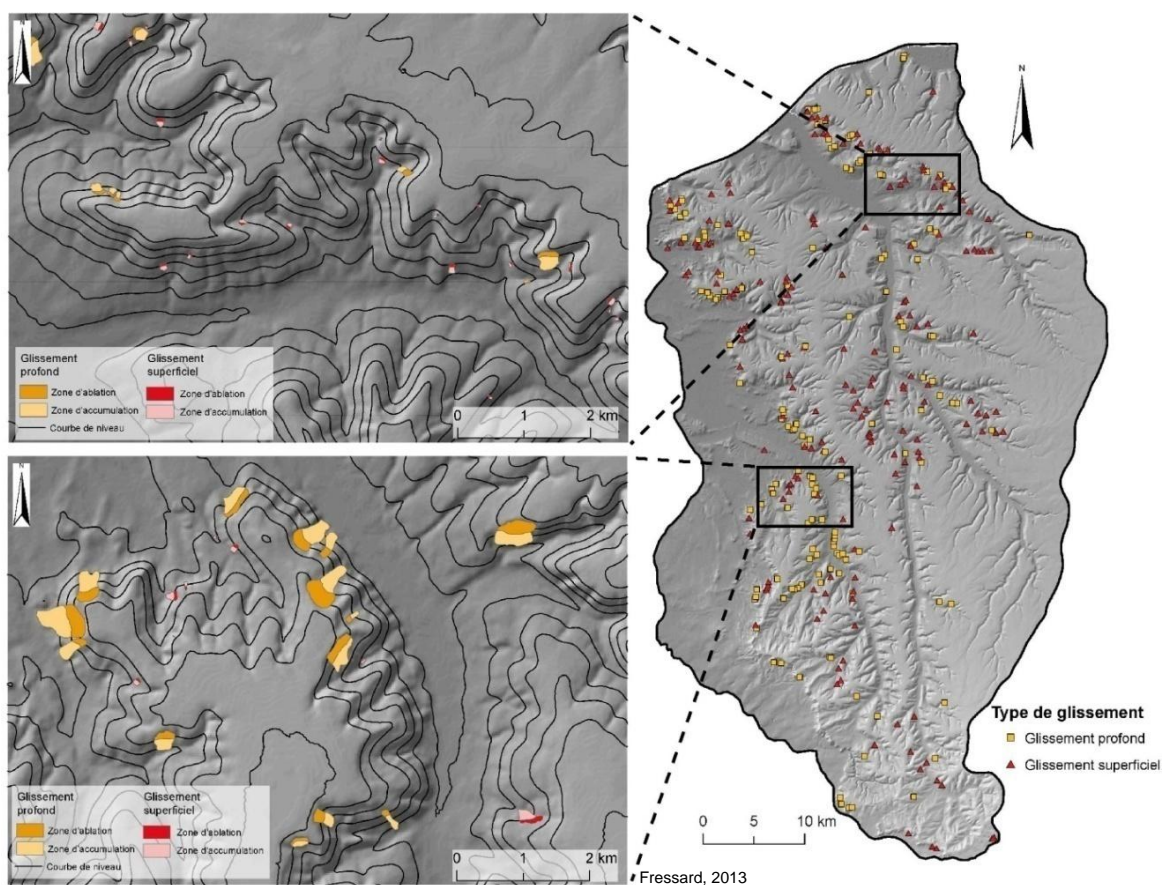 N
Glissement profond
Glissement superficiel
Zone d'ablation
Zone d'ablation
Zone d'accumulation
Zone d'accumulation
Courbe de niveau
0 1 2 km
N
Glissement profond
Glissement superficiel
Zone d'ablation
Zone d'ablation
Zone d'accumulation
Zone d'accumulation
Courbe de niveau
0 1 2 km
N
Type de glissement
Glissement profond
Glissement superficiel
0 5 10 km
Fressard, 2013